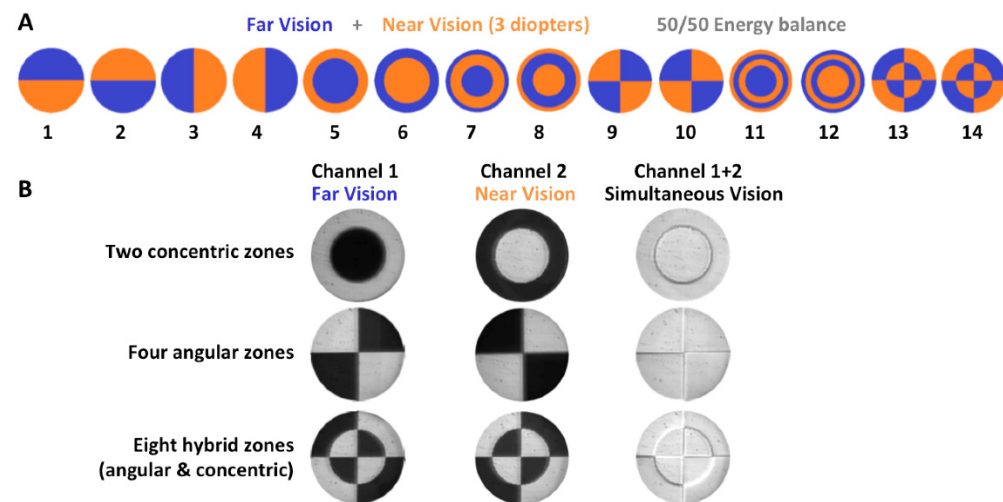 A
Far Vision + Near Vision (3 diopters) 50/50 Energy balance
1 2 3 4 5 6 7 8 9 10 11 12 13 14
B
Channel 1 Channel 2 Channel 1+2
Far Vision Near Vision Simultaneous Vision
Two concentric zones
Four angular zones
Eight hybrid zones
(angular & concentric)